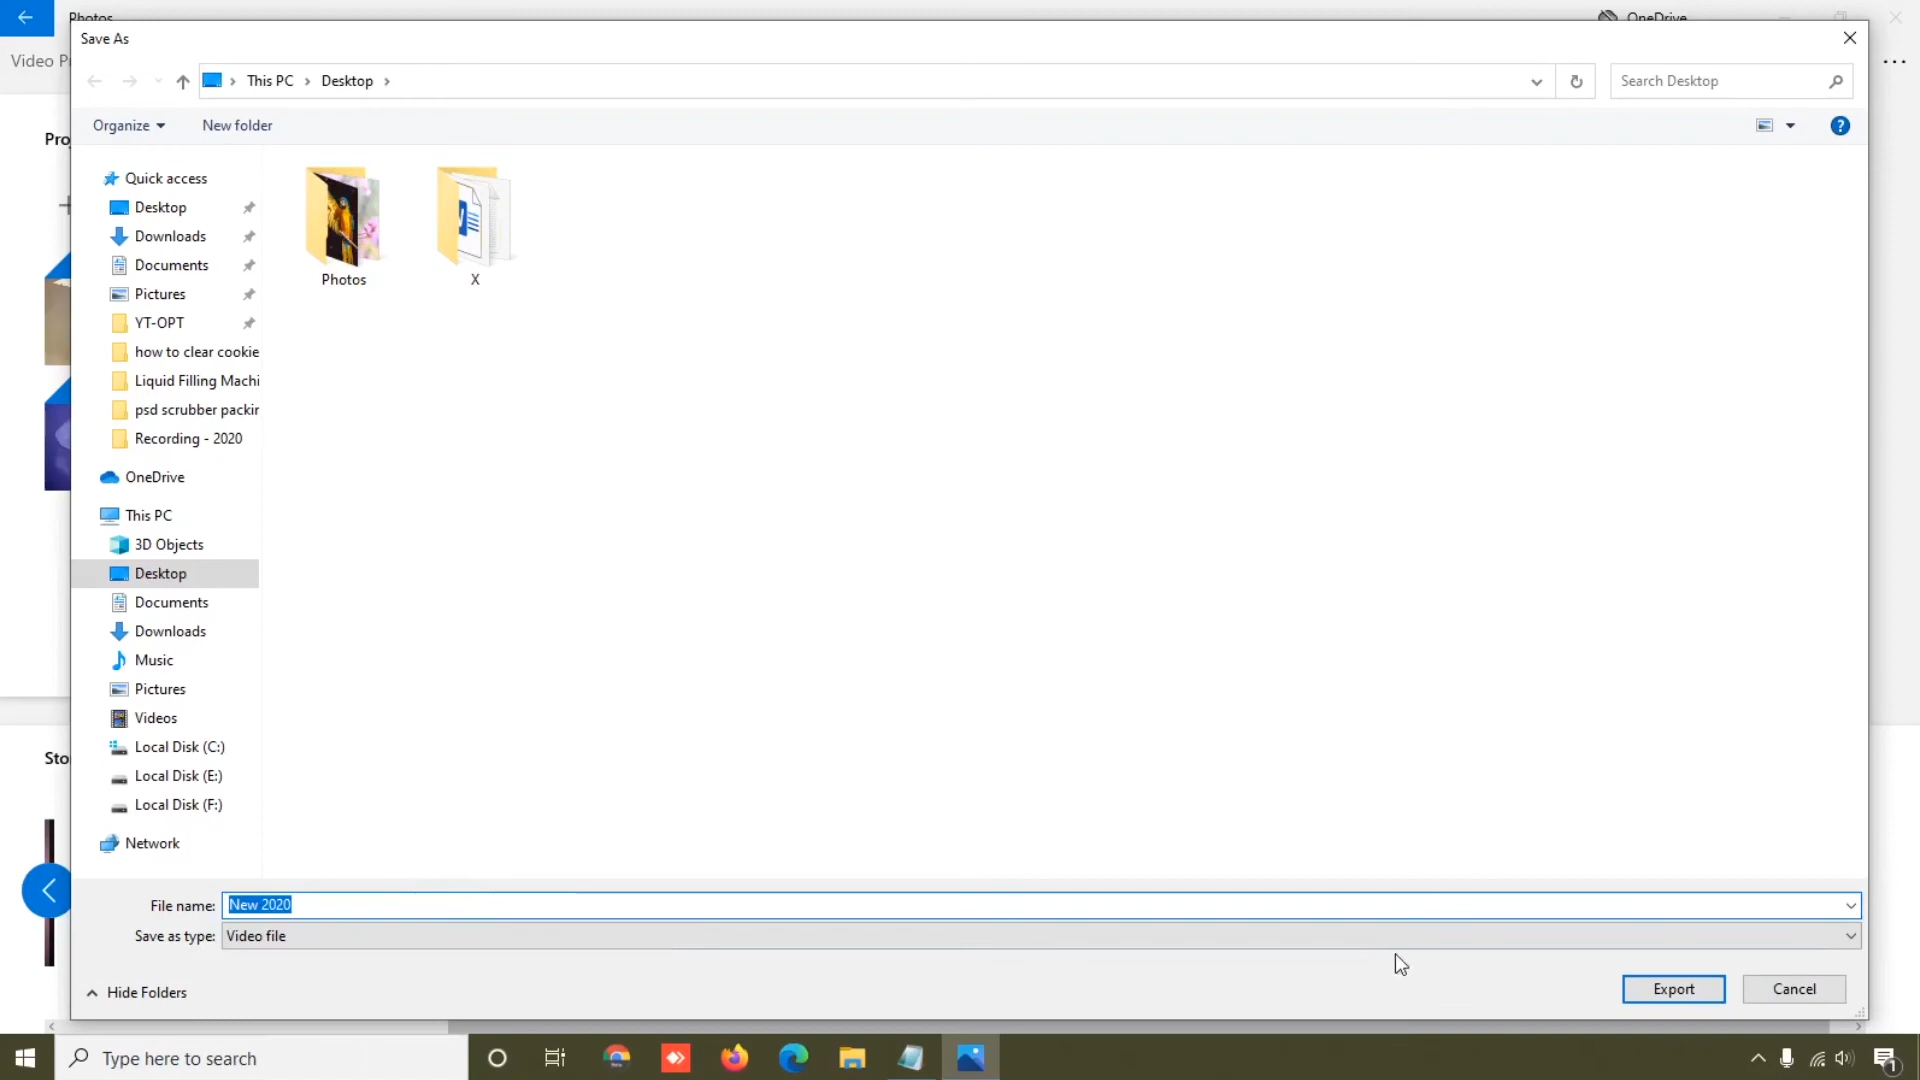 Photos
OneDrive
Save As
Video P
This PC
Desktop
Search Desktop
Organize
New folder
Pro
Quick access
Desktop
Downloads
Documents
Pictures
YT-OPT
how to clear cookie
Liquid Filling Machi
psd scrubber packin
Recording - 2020
OneDrive
This PC
3D Objects
Desktop
Documents
Downloads
Music
Pictures
Videos
Local Disk (C:)
Local Disk (E:)
Local Disk (F:)
Network
Photos
X
Sto
File name: New 2020
Save as type: Video file
Hide Folders
Export
Cancel
Type here to search
1